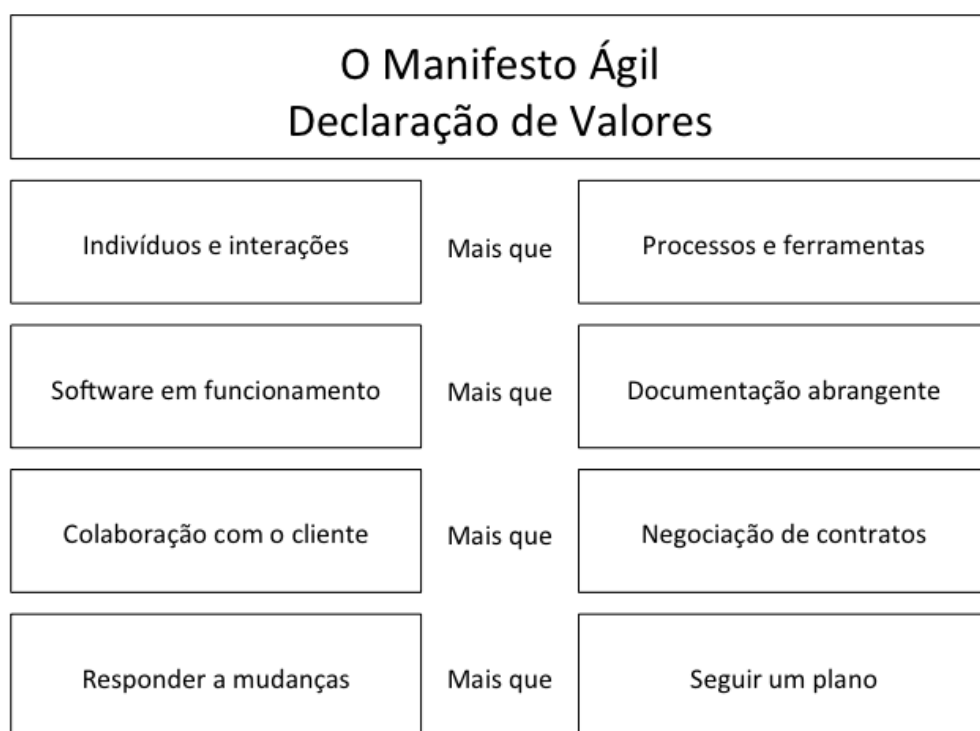 O Manifesto Ágil
Declaração de Valores
Indivíduos e interações Mais que Processos e ferramentas
Software em funcionamento Mais que Documentação abrangente
Colaboração com o cliente Mais que Negociação de contratos
Responder a mudanças Mais que Seguir um plano